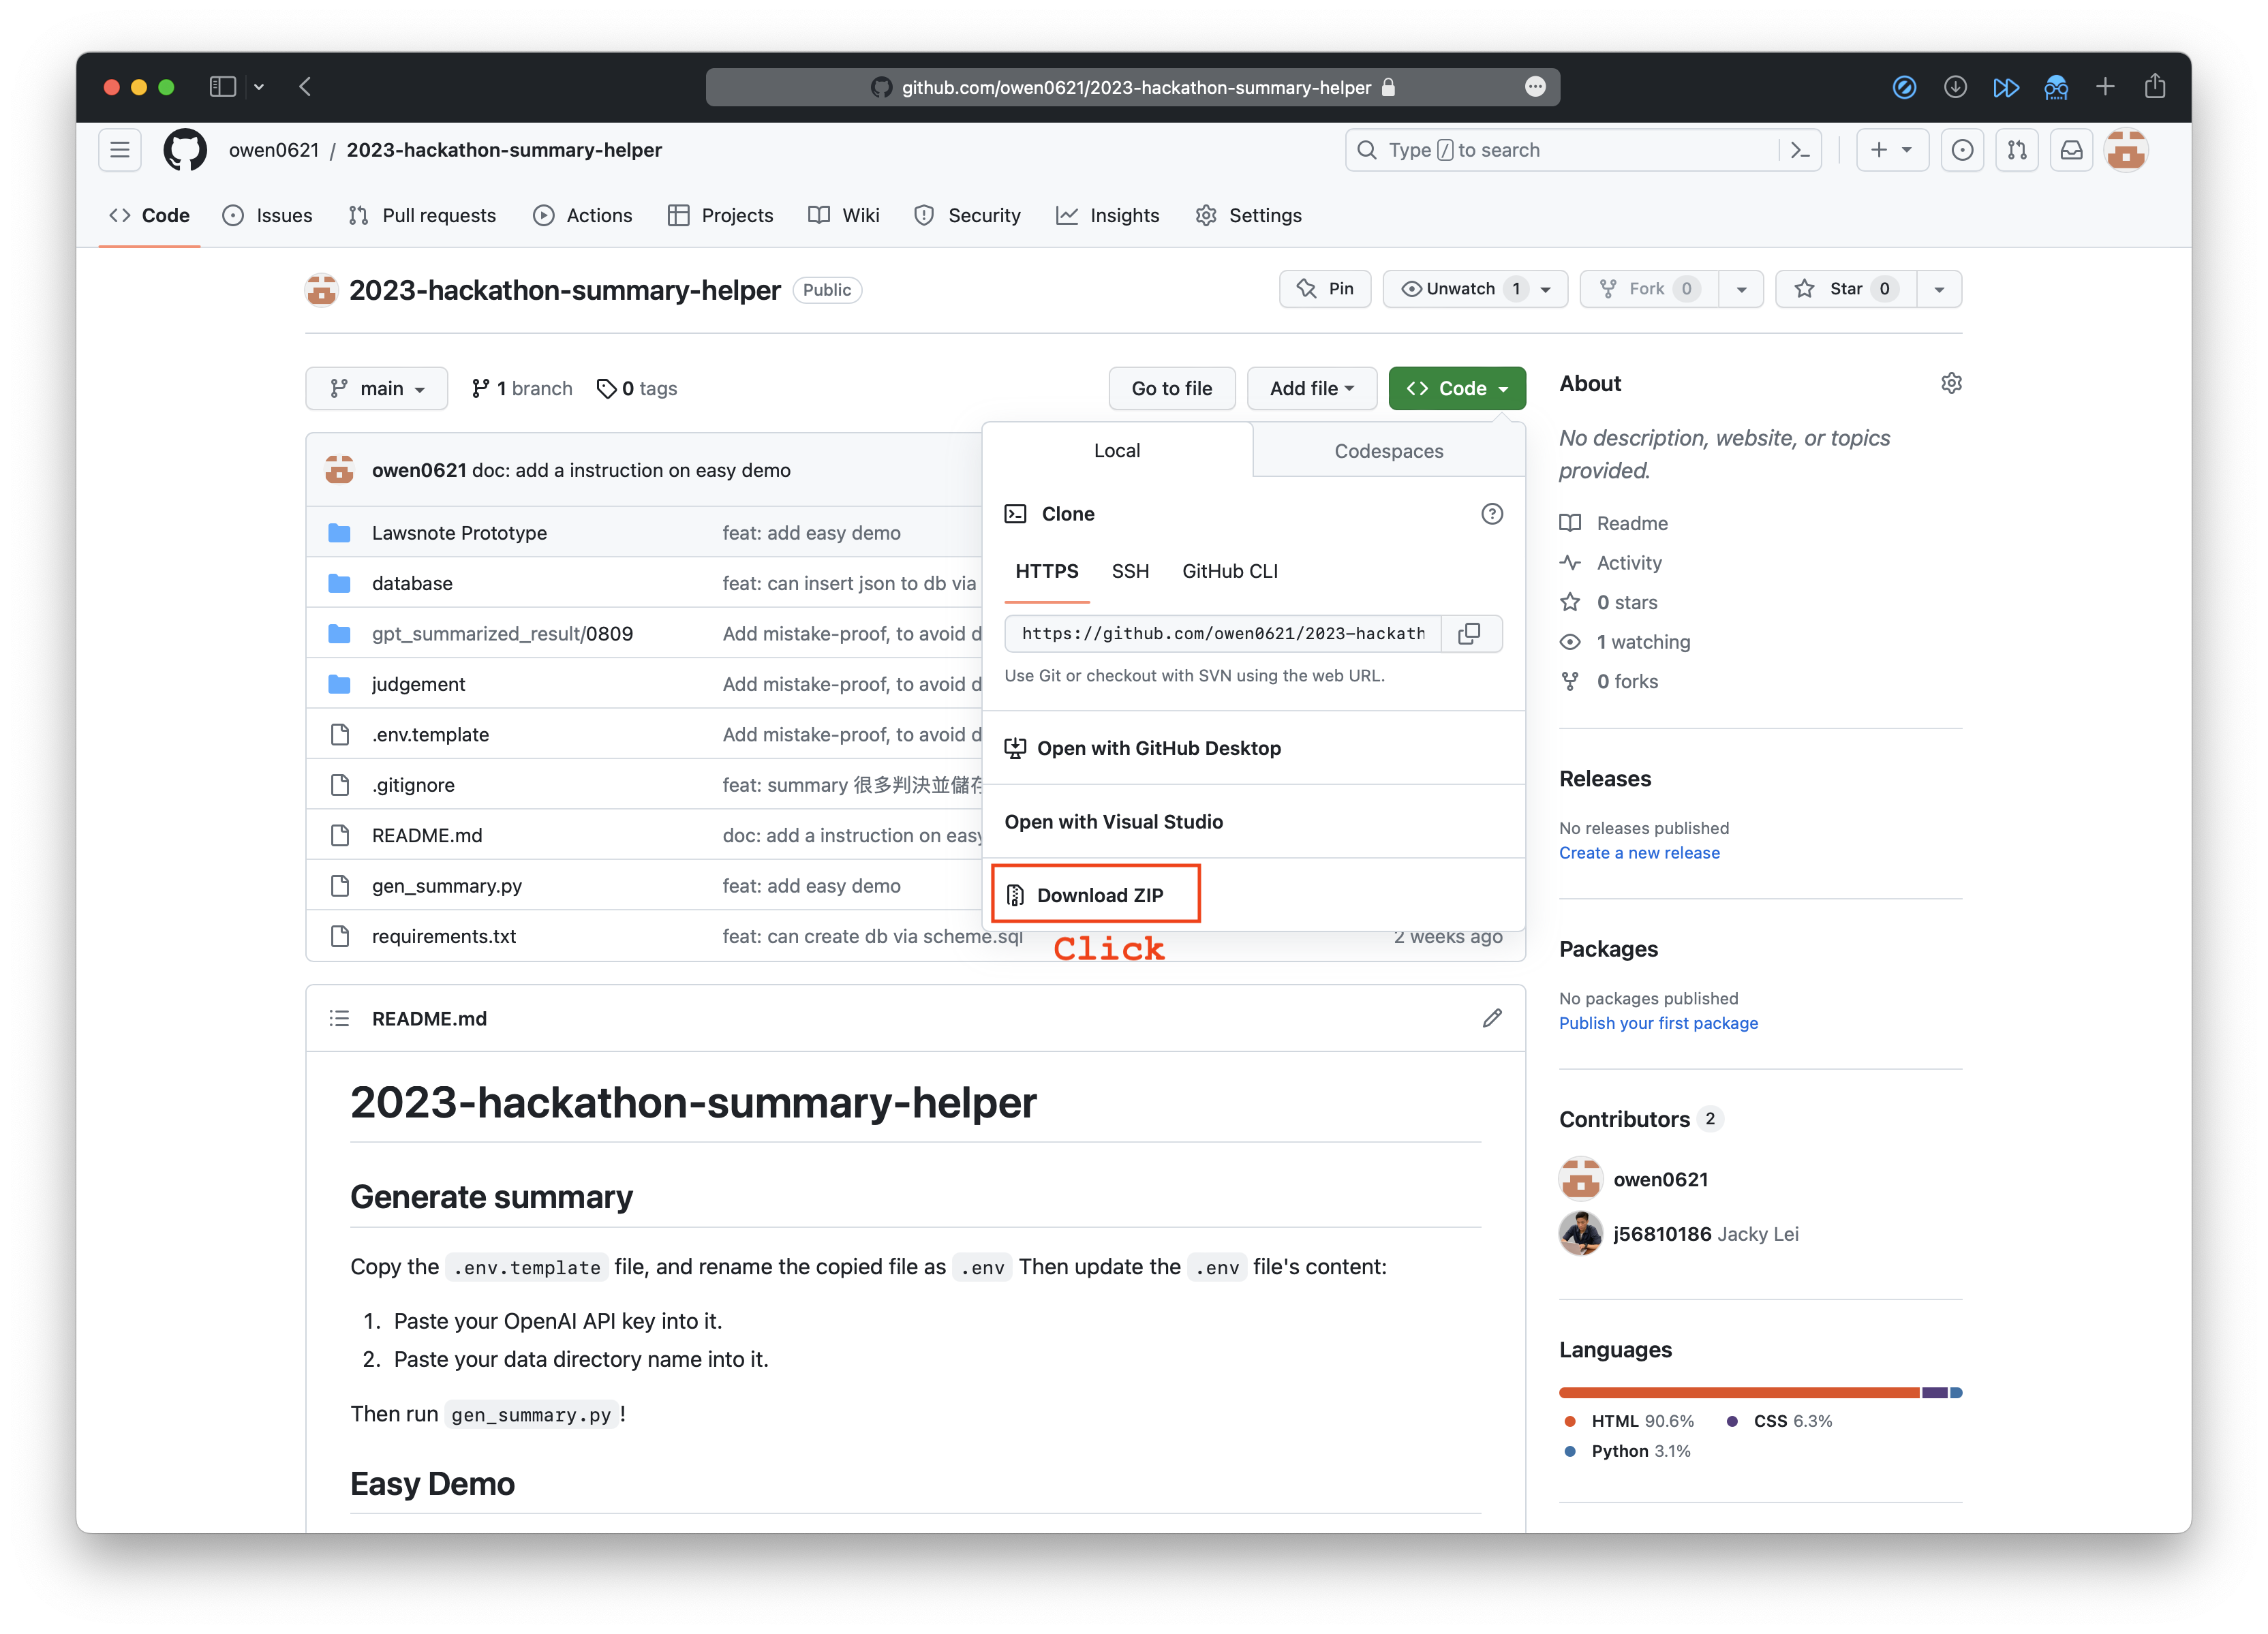 github.com/owen0621/2023-hackathon-summary-helper
owen0621 / 2023-hackathon-summary-helper
Type / to search
Code Issues Pull requests Actions Projects Wiki Security Insights Settings
2023-hackathon-summary-helper Public
Pin Unwatch 1 Fork 0 Star 0
main 1 branch 0 tags Go to file Add file Code
owen0621 doc: add a instruction on easy demo
Lawsnote Prototype feat: add easy demo
database feat: can insert json to db via
gpt_summarized_result/0809 Add mistake-proof, to avoid d
judgement Add mistake-proof, to avoid d
.env.template Add mistake-proof, to avoid d
.gitignore feat: summary 很多判決並儲存
README.md doc: add a instruction on easy
gen_summary.py feat: add easy demo
requirements.txt feat: can create db via scheme.sql 2 weeks ago
Local Codespaces
Clone
HTTPS SSH GitHub CLI
https://github.com/owen0621/2023-hackath
Use Git or checkout with SVN using the web URL.
Open with GitHub Desktop
Open with Visual Studio
Download ZIP
Click
README.md
2023-hackathon-summary-helper
Generate summary
Copy the .env.template file, and rename the copied file as .env Then update the .env file's content:
1. Paste your OpenAI API key into it.
2. Paste your data directory name into it.
Then run gen_summary.py !
Easy Demo
About
No description, website, or topics
provided.
Readme
Activity
0 stars
1 watching
0 forks
Releases
No releases published
Create a new release
Packages
No packages published
Publish your first package
Contributors 2
owen0621
j56810186 Jacky Lei
Languages
HTML 90.6% CSS 6.3%
Python 3.1%